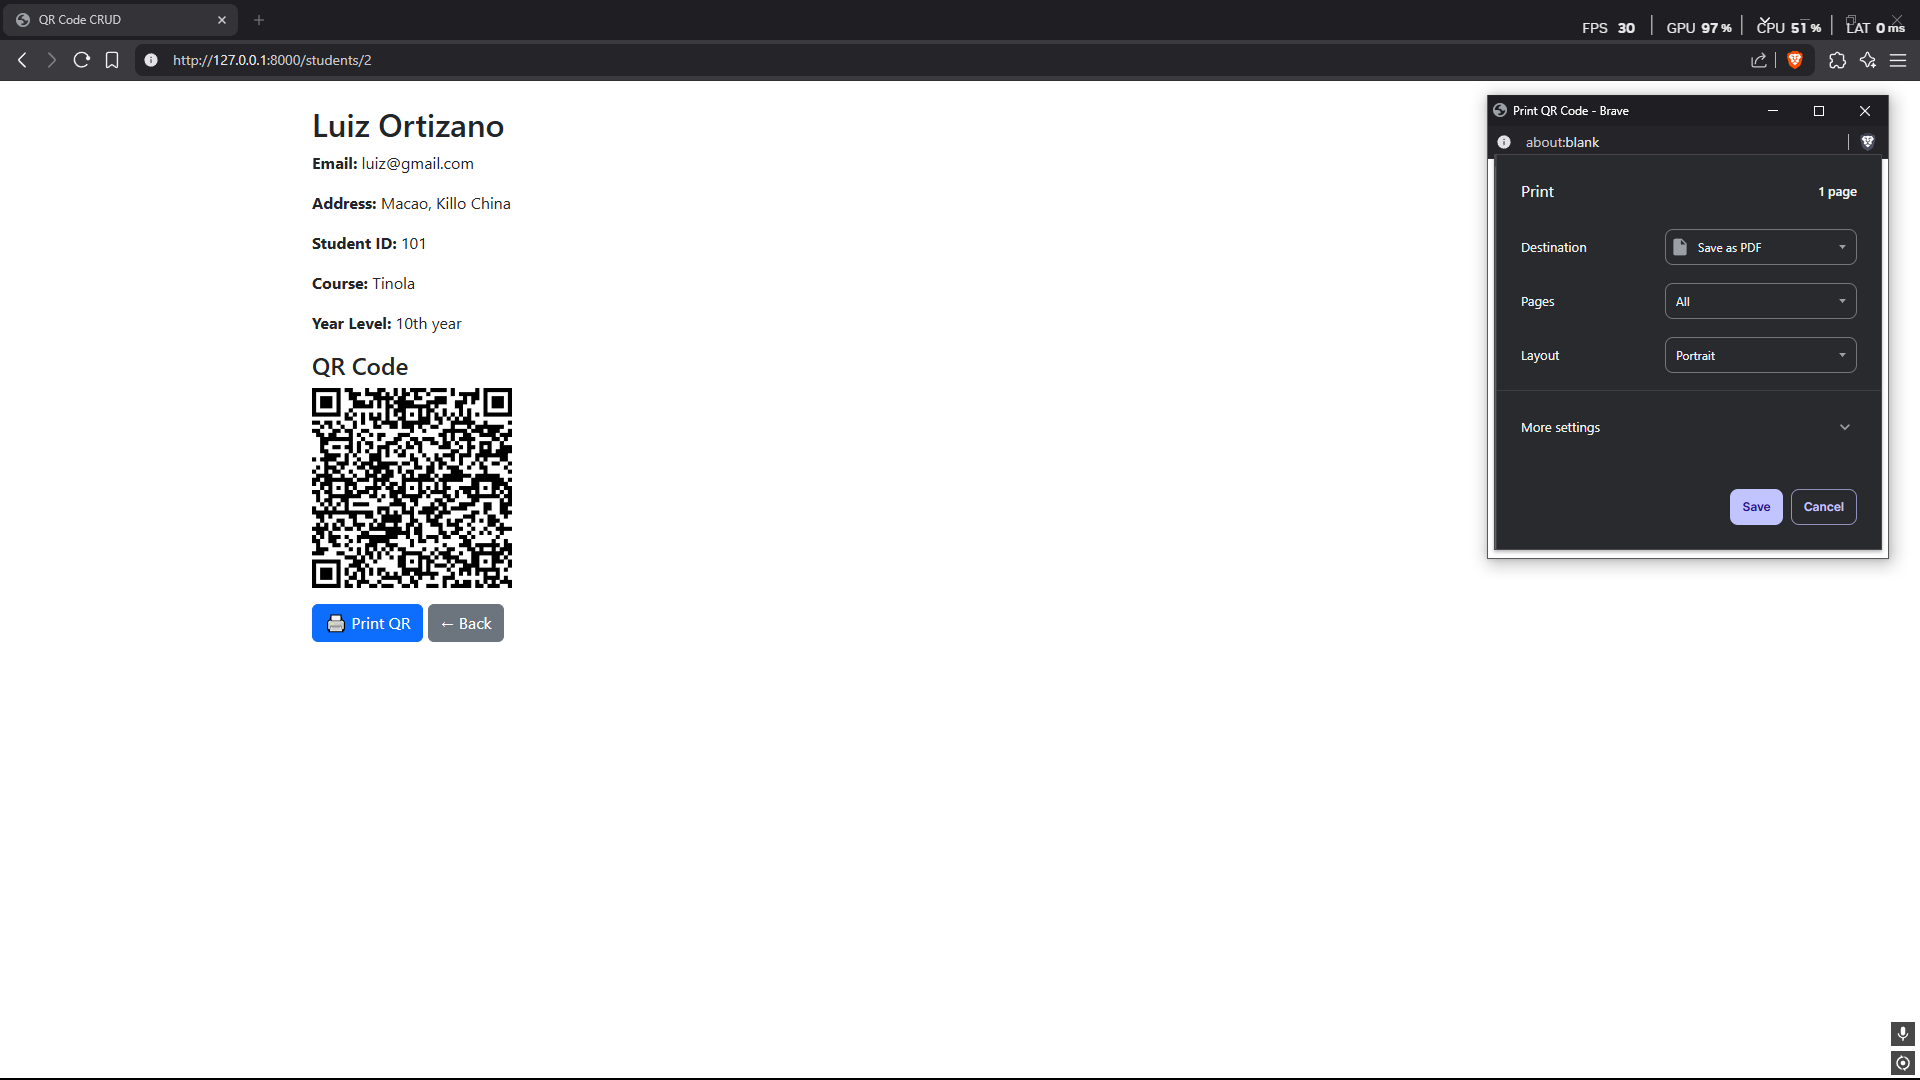 QR Code CRUD
FPS 30 GPU 97 % CPU 51 % LAT 0 ms
http://127.0.0.1:8000/students/2
Luiz Ortizano
Email: luiz@gmail.com
Address: Macao, Killo China
Student ID: 101
Course: Tinola
Year Level: 10th year
QR Code
Print QR
← Back
Print QR Code - Brave
about:blank
Print 1 page
Destination Save as PDF
Pages All
Layout Portrait
More settings
Save Cancel